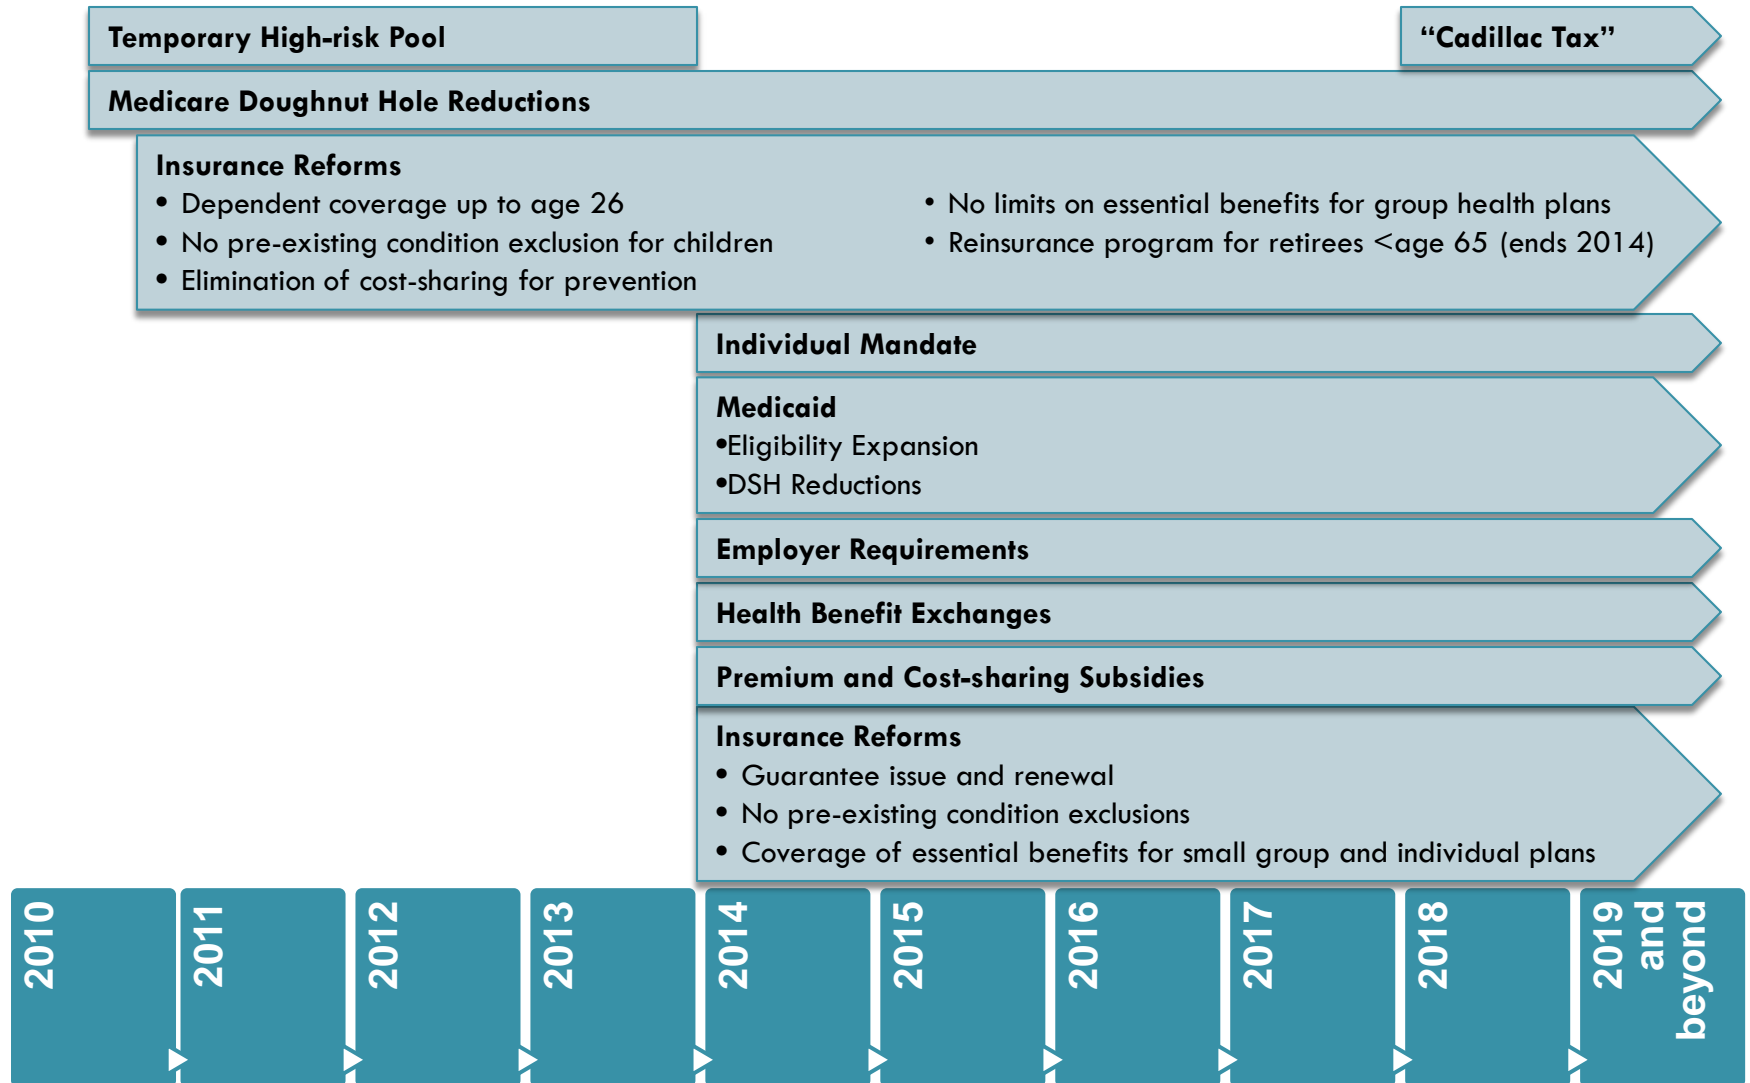 Temporary High-risk Pool
“Cadillac Tax”
Medicare Doughnut Hole Reductions
Insurance Reforms
• Dependent coverage up to age 26
• No pre-existing condition exclusion for children
• Elimination of cost-sharing for prevention
• No limits on essential benefits for group health plans
• Reinsurance program for retirees <age 65 (ends 2014)
Individual Mandate
Medicaid
•Eligibility Expansion
•DSH Reductions
Employer Requirements
Health Benefit Exchanges
Premium and Cost-sharing Subsidies
Insurance Reforms
• Guarantee issue and renewal
• No pre-existing condition exclusions
• Coverage of essential benefits for small group and individual plans
2010
2011
2012
2013
2014
2015
2016
2017
2018
2019
and
beyond